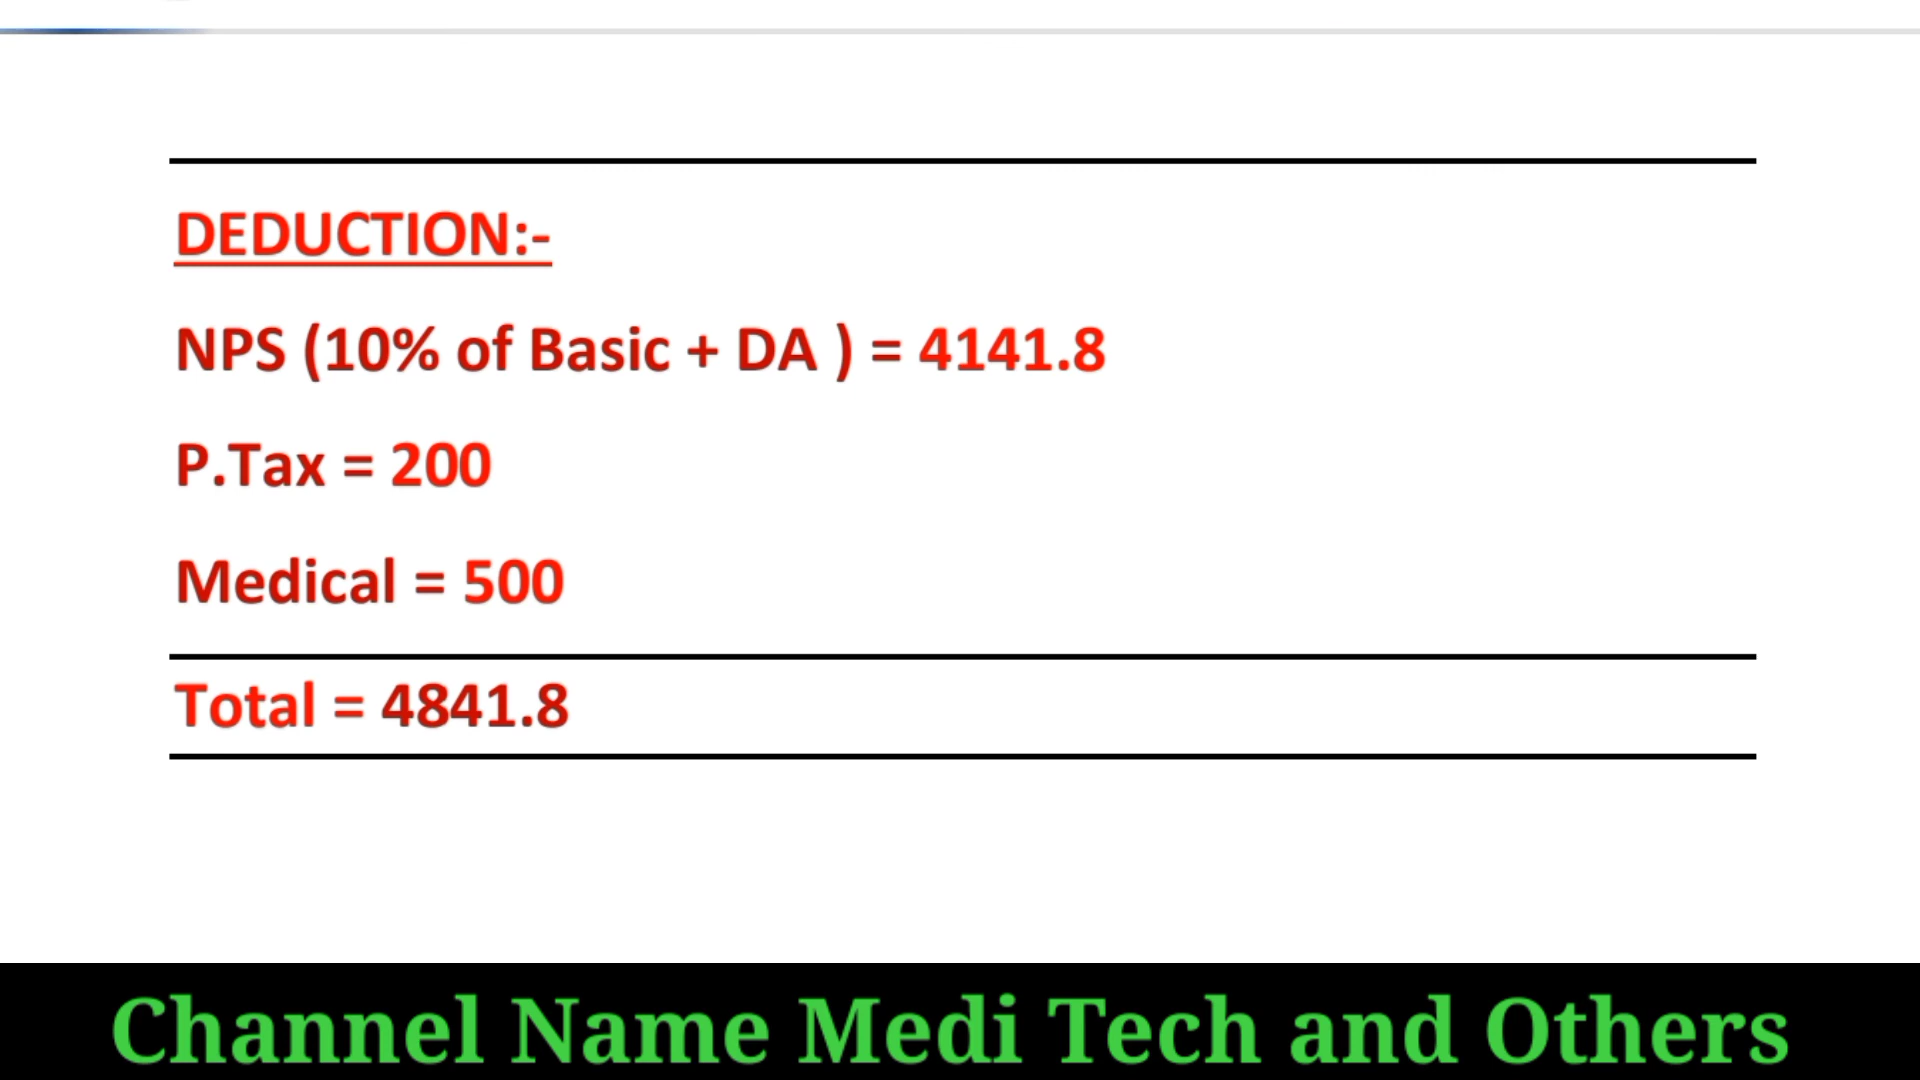 DEDUCTION:-
NPS (10% of Basic + DA ) = 4141.8
P.Tax = 200
Medical = 500
Total = 4841.8
Channel Name Medi Tech and Others